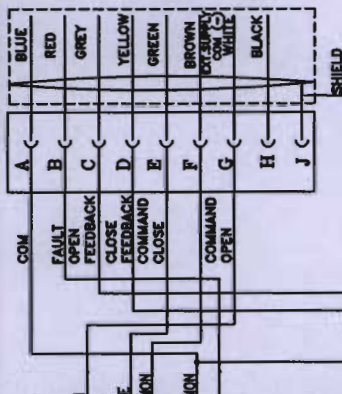 BLUE
RED
GREY
YELLOW
GREEN
BROWN
EXT.SUPPLY
COM (-)
WHITE
BLACK
SHIELD
A
B
C
D
E
F
G
H
J
COM
FAULT
OPEN
FEEDBACK
CLOSE
FEEDBACK
COMMAND
CLOSE
COMMAND
OPEN